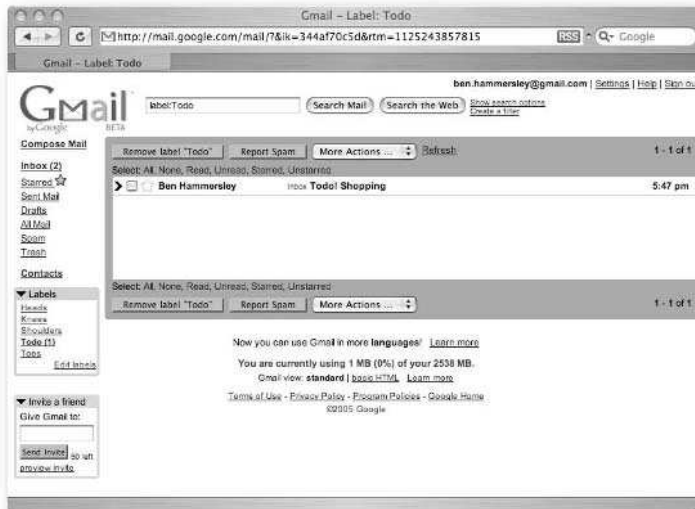 Gmail – Label: Todo
http://mail.google.com/mail/?&ik=344af70c5d&rtm=1125243857815 RSS Google
Gmail – Label: Todo
ben.hammersley@gmail.com | Settings | Help | Sign ou
Gmail by Google BETA
label:Todo Search Mail Search the Web Show search options
Create a filter
Compose Mail
Remove label "Todo" Report Spam More Actions ... Refresh 1 - 1 of 1
Select: All, None, Read, Unread, Starred, Unstarred
Inbox (2)
Starred
Sent Mail
Drafts
All Mail
Spam
Trash
Contacts
Ben Hammersley Inbox Todo! Shopping 5:47 pm
Select: All, None, Read, Unread, Starred, Unstarred
Remove label "Todo" Report Spam More Actions ... 1 - 1 of 1
Labels
Heads
Knees
Shoulders
Todo (1)
Toes
Edit labels
Invite a friend
Give Gmail to:
Send Invite 50 left
preview invite
Now you can use Gmail in more languages! Learn more
You are currently using 1 MB (0%) of your 2538 MB.
Gmail view: standard | basic HTML Learn more
Terms of Use - Privacy Policy - Program Policies - Google Home
©2005 Google